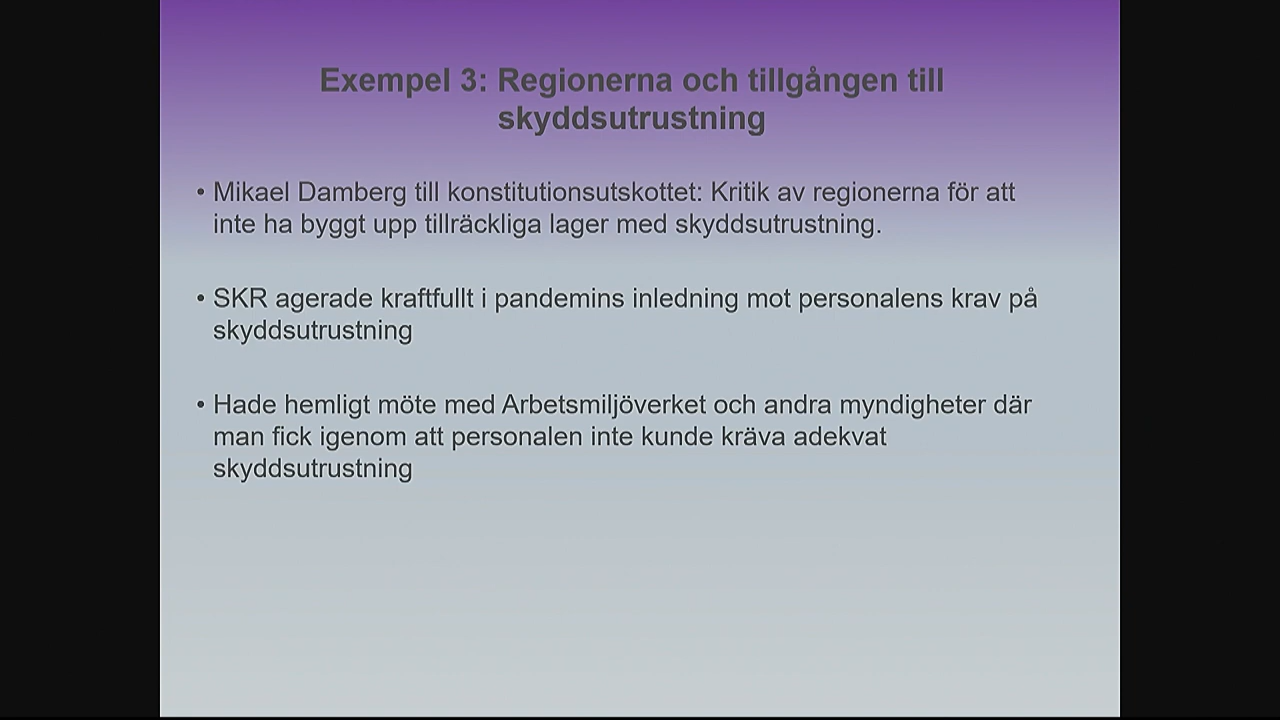 Exempel 3: Regionerna och tillgången till
skyddsutrustning
• Mikael Damberg till konstitutionsutskottet: Kritik av regionerna för att
inte ha byggt upp tillräckliga lager med skyddsutrustning.
• SKR agerade kraftfullt i pandemins inledning mot personalens krav på
skyddsutrustning
• Hade hemligt möte med Arbetsmiljöverket och andra myndigheter där
man fick igenom att personalen inte kunde kräva adekvat
skyddsutrustning